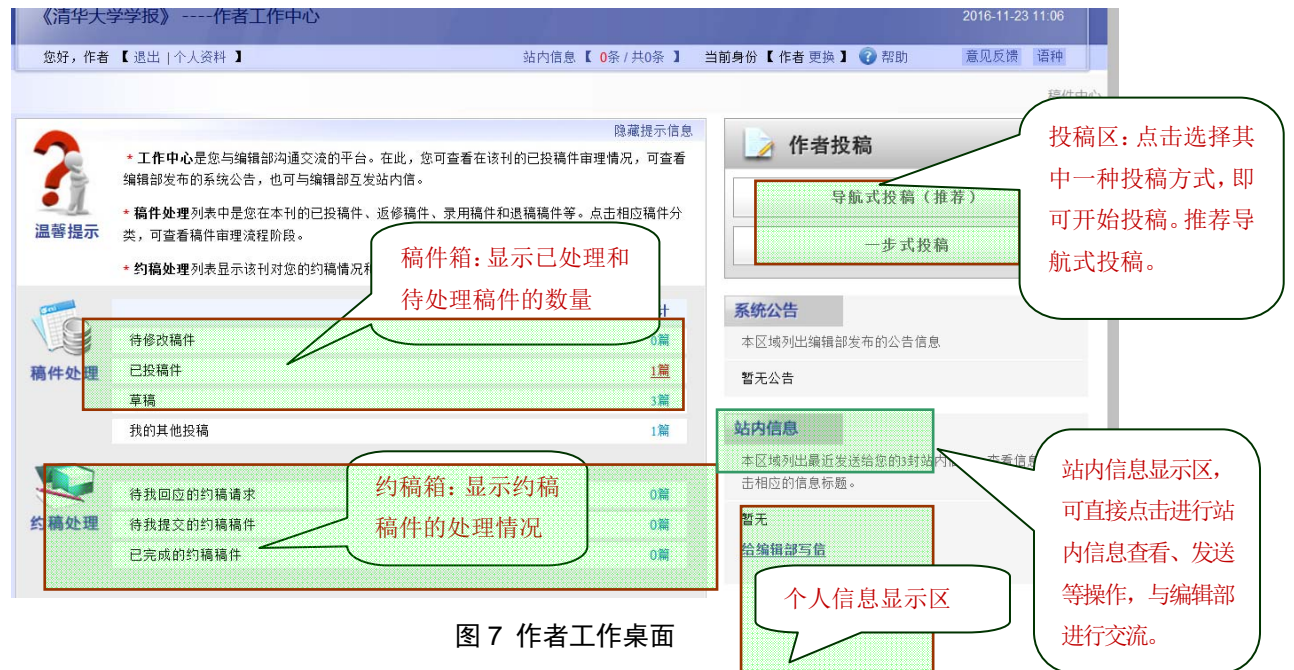 《清华大学学报》 ----作者工作中心
2016-11-23 11:06
您好，作者 【 退出 | 个人资料 】
站内信息 【 0条 / 共0条 】
当前身份【 作者 更换 】 帮助
意见反馈 语种
稿件中心
隐藏提示信息
* 工作中心是您与编辑部沟通交流的平台。在此，您可查看在该刊的已投稿件审理情况，可查看
编辑部发布的系统公告，也可与编辑部互发站内信。
* 稿件处理列表中是您在本刊的已投稿件、返修稿件、录用稿件和退稿稿件等。点击相应稿件分
类，可查看稿件审理流程阶段。
* 约稿处理列表显示该刊对您的约稿情况和
温馨提示
稿件箱：显示已处理和
待处理稿件的数量
计
稿件处理
待修改稿件 0篇
已投稿件 1篇
草稿 3篇
我的其他投稿 1篇
约稿处理
待我回应的约稿请求 0篇
待我提交的约稿稿件 0篇
已完成的约稿稿件 0篇
约稿箱：显示约稿
稿件的处理情况
作者投稿
导航式投稿（推荐）
一步式投稿
投稿区：点击选择其
中一种投稿方式，即
可开始投稿。推荐导
航式投稿。
系统公告
本区域列出编辑部发布的公告信息
暂无公告
站内信息
本区域列出最近发送给您的3封站内 查看信息
击相应的信息标题。
暂无
给编辑部写信
站内信息显示区，
可直接点击进行站
内信息查看、发送
等操作，与编辑部
进行交流。
个人信息显示区
图 7 作者工作桌面